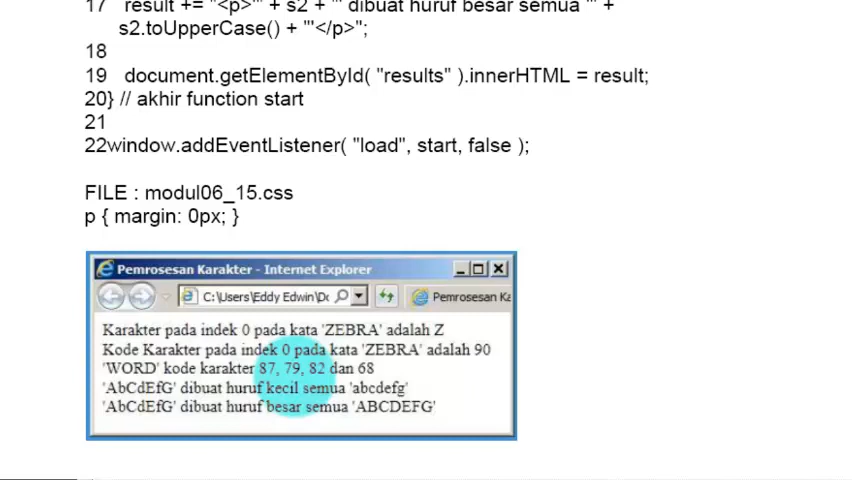 17 result += "<p>'" + s2 + "' dibuat huruf besar semua '" +
s2.toUpperCase() + "'</p>";
18
19 document.getElementById( "results" ).innerHTML = result;
20} // akhir function start
21
22window.addEventListener( "load", start, false );
FILE : modul06_15.css
p { margin: 0px; }
Pemrosesan Karakter - Internet Explorer
C:\Users\Eddy Edwin\Dc
Pemrosesan Ka
Karakter pada indek 0 pada kata 'ZEBRA' adalah Z
Kode Karakter pada indek 0 pada kata 'ZEBRA' adalah 90
'WORD' kode karakter 87, 79, 82 dan 68
'AbCdEfG' dibuat huruf kecil semua 'abcdefg'
'AbCdEfG' dibuat huruf besar semua 'ABCDEFG'